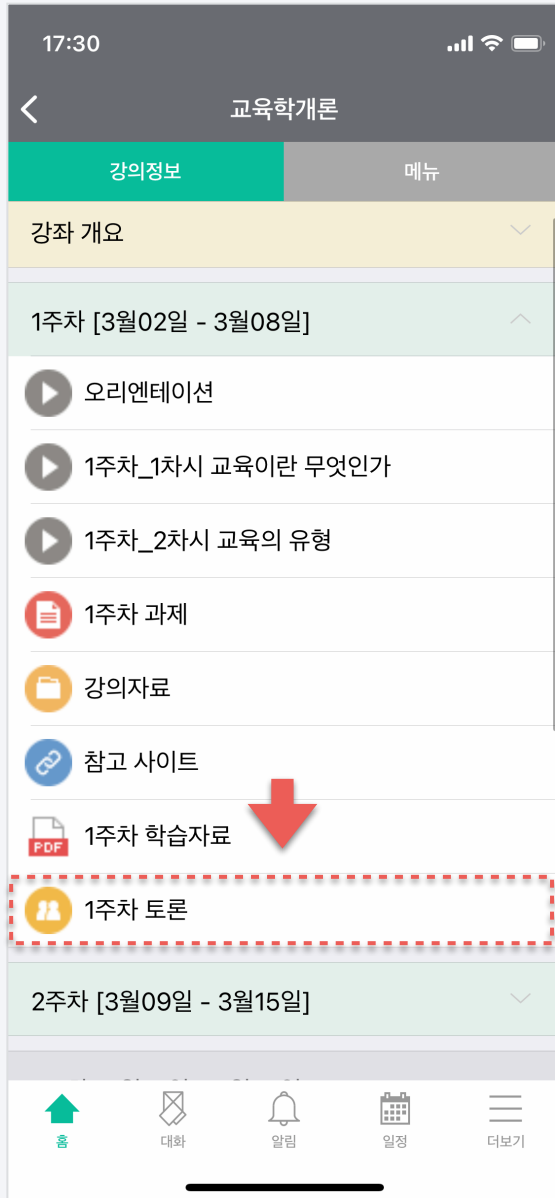 17:30
교육학개론
강의정보
메뉴
강좌 개요
1주차 [3월02일 - 3월08일]
오리엔테이션
1주차_1차시 교육이란 무엇인가
1주차_2차시 교육의 유형
1주차 과제
강의자료
참고 사이트
PDF
1주차 학습자료
1주차 토론
2주차 [3월09일 - 3월15일]
홈
대화
알림
일정
더보기